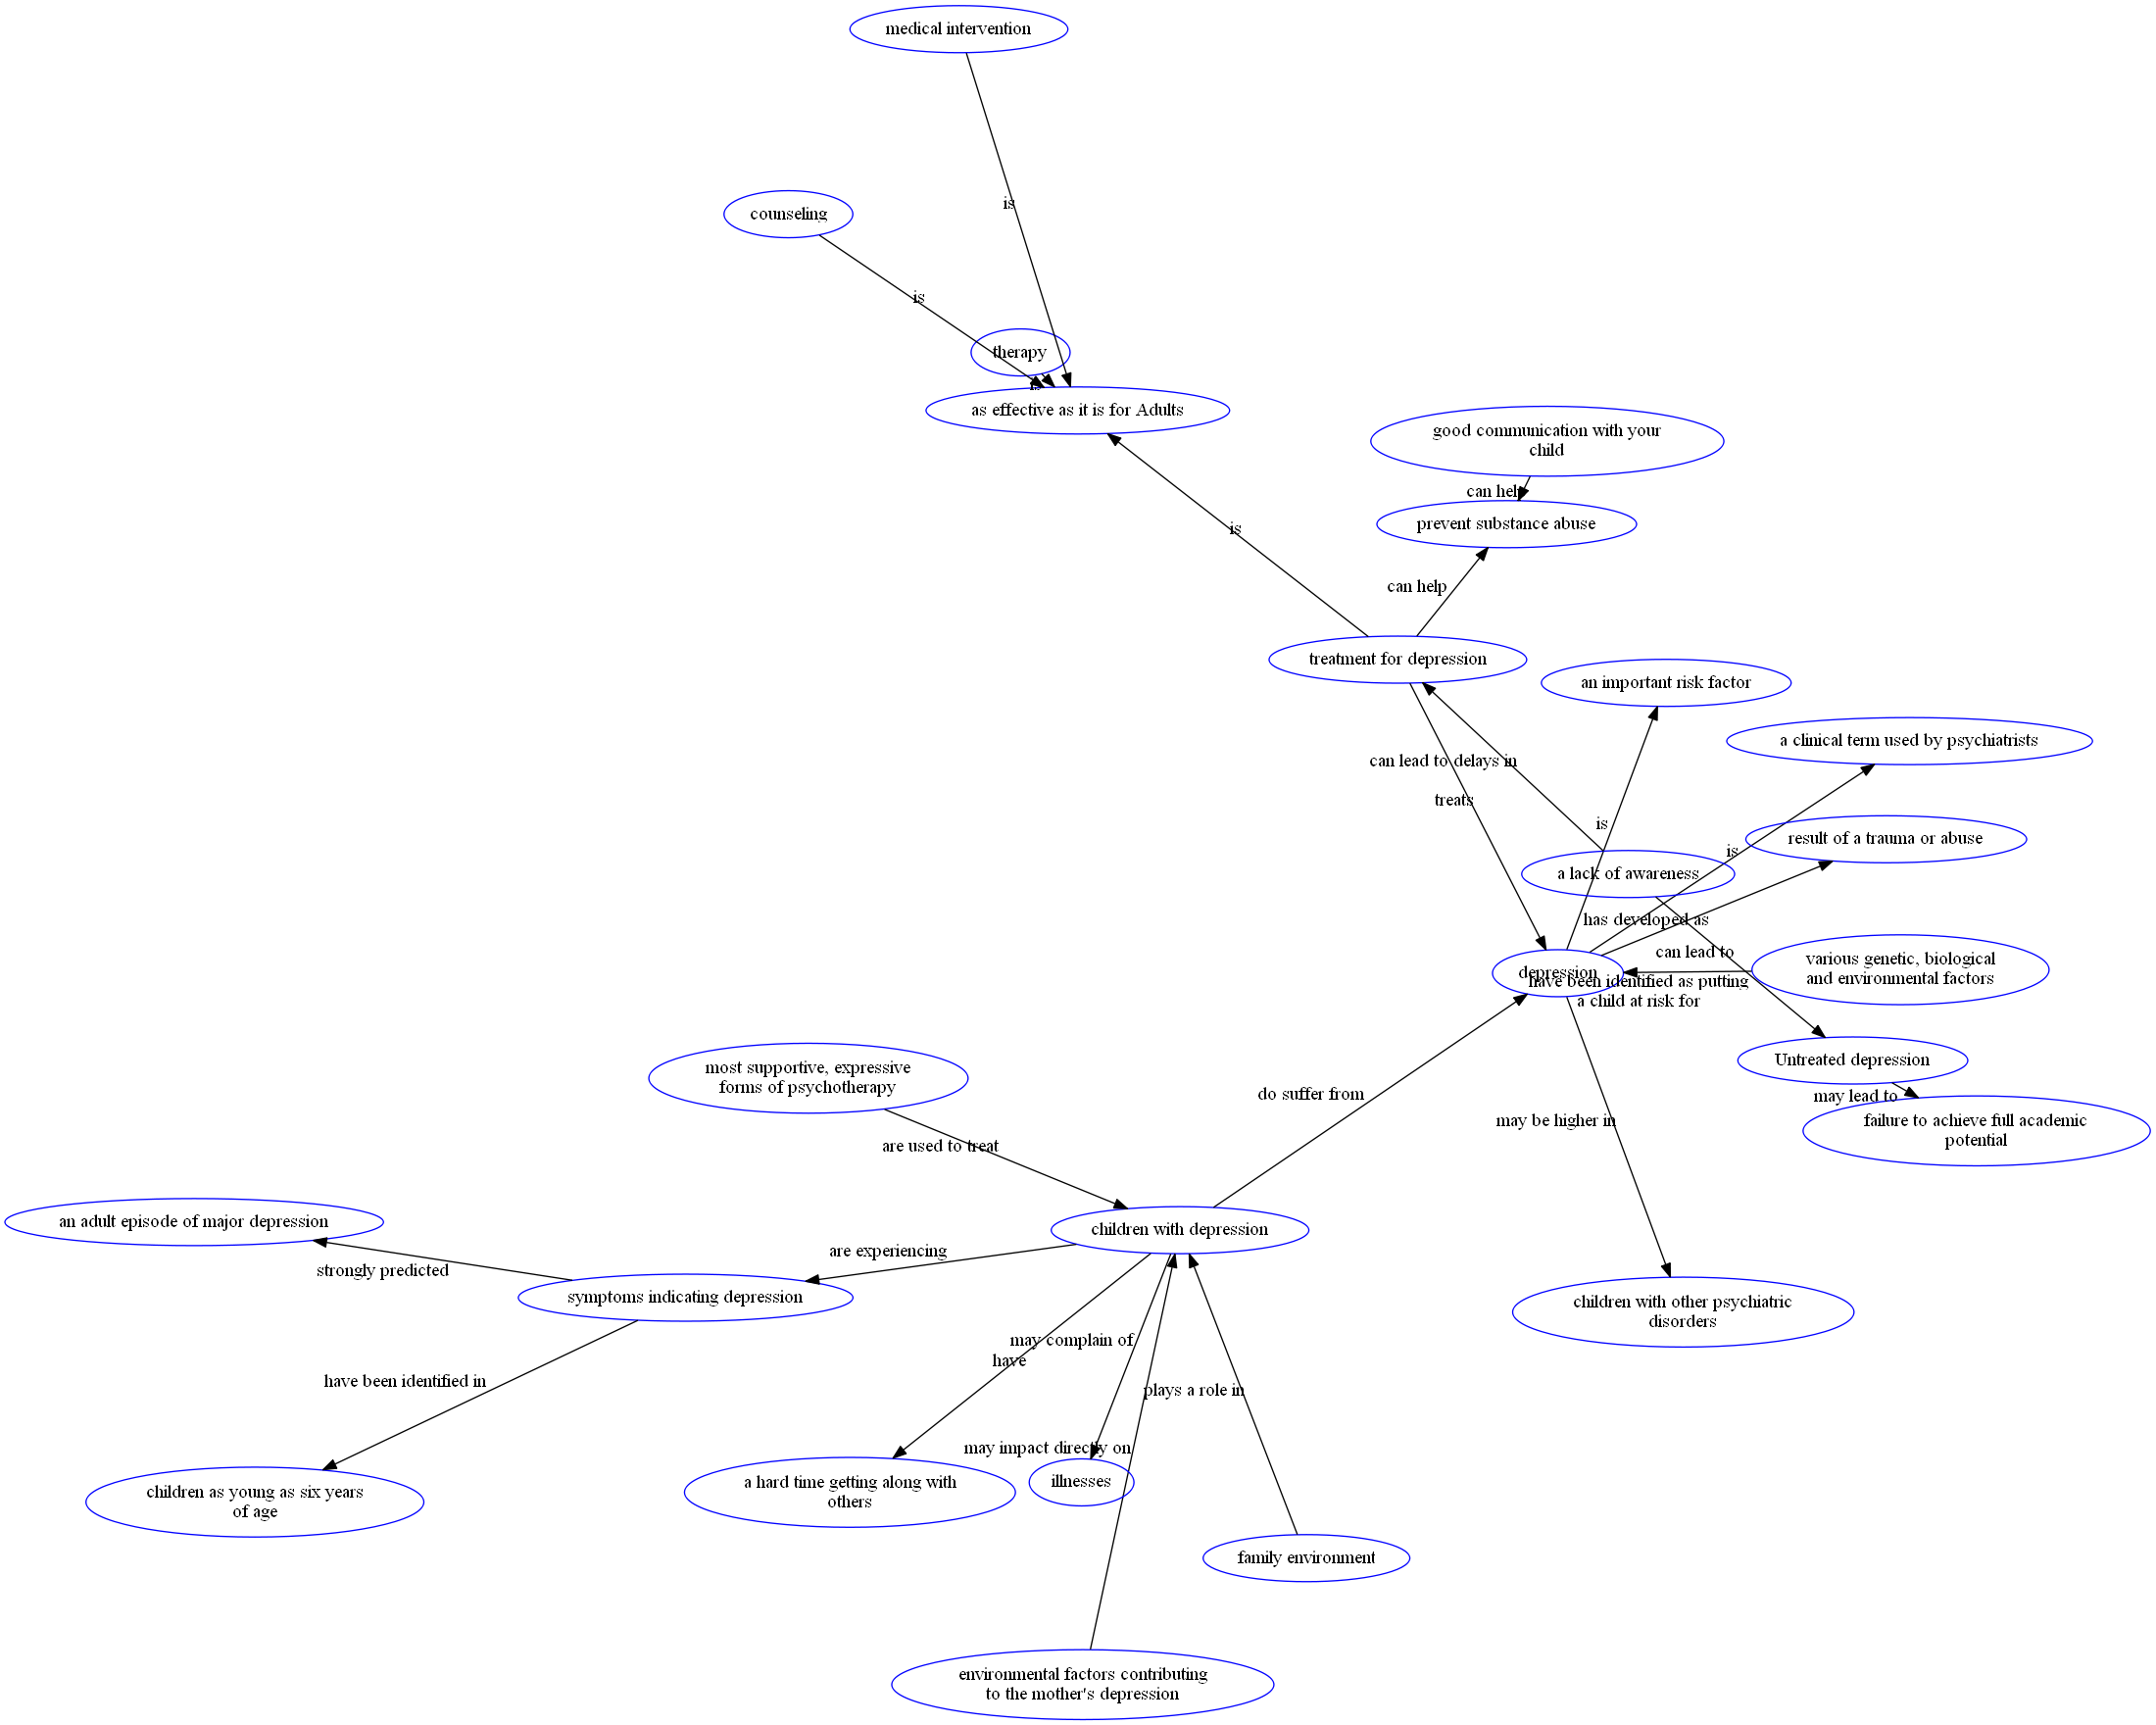 medical intervention
is
counseling
is
therapy
is
as effective as it is for Adults
good communication with your
child
can help
prevent substance abuse
is
can help
treatment for depression
an important risk factor
a clinical term used by psychiatrists
can lead to delays in
treats
is
result of a trauma or abuse
is
a lack of awareness
has developed as
can lead to
various genetic, biological
and environmental factors
depression
have been identified as putting
a child at risk for
Untreated depression
may lead to
failure to achieve full academic
potential
most supportive, expressive
forms of psychotherapy
do suffer from
may be higher in
are used to treat
an adult episode of major depression
children with depression
are experiencing
strongly predicted
symptoms indicating depression
children with other psychiatric
disorders
may complain of
have
have been identified in
plays a role in
may impact directly on
a hard time getting along with
others
illnesses
children as young as six years
of age
family environment
environmental factors contributing
to the mother's depression